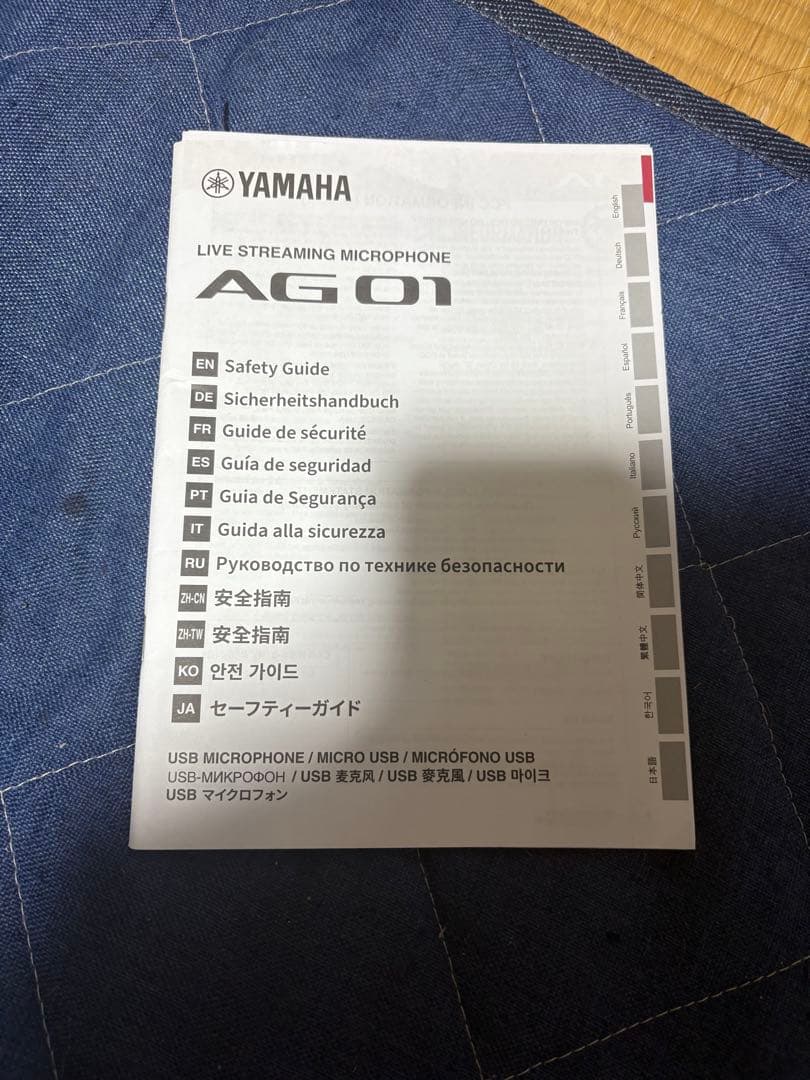 YAMAHA
LIVE STREAMING MICROPHONE
AG 01
EN Safety Guide
DE Sicherheitshandbuch
FR Guide de sécurité
ES Guía de seguridad
PT Guia de Segurança
IT Guida alla sicurezza
RU Руководство по технике безопасности
ZH-CN 安全指南
ZH-TW 安全指南
KO 안전 가이드
JA セーフティーガイド
USB MICROPHONE / MICRO USB / MICRÓFONO USB
USB-МИКРОФОН / USB 麦克风 / USB 麥克風 / USB 마이크
USB マイクロフォン
English
Deutsch
Français
Español
Português
Italiano
Русский
简体中文
繁體中文
한국어
日本語